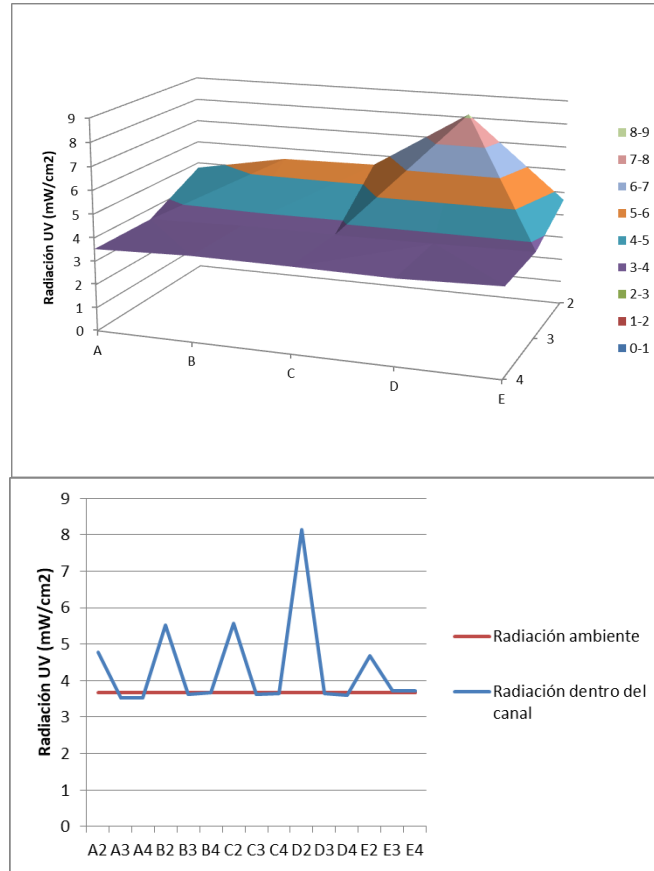 Radiación UV (mW/cm2)
9
8
7
6
5
4
3
2
1
0
A
B
C
D
E
2
3
4
8-9
7-8
6-7
5-6
4-5
3-4
2-3
1-2
0-1
Radiación UV (mW/cm2)
9
8
7
6
5
4
3
2
1
0
A2 A3 A4 B2 B3 B4 C2 C3 C4 D2 D3 D4 E2 E3 E4
Radiación ambiente
Radiación dentro del
canal